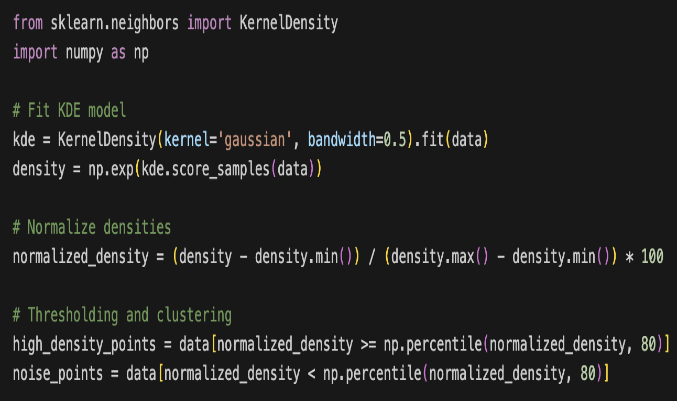 from sklearn.neighbors import KernelDensity
import numpy as np
# Fit KDE model
kde = KernelDensity(kernel='gaussian', bandwidth=0.5).fit(data)
density = np.exp(kde.score_samples(data))
# Normalize densities
normalized_density = (density - density.min()) / (density.max() - density.min()) * 100
# Thresholding and clustering
high_density_points = data[normalized_density >= np.percentile(normalized_density, 80)]
noise_points = data[normalized_density < np.percentile(normalized_density, 80)]